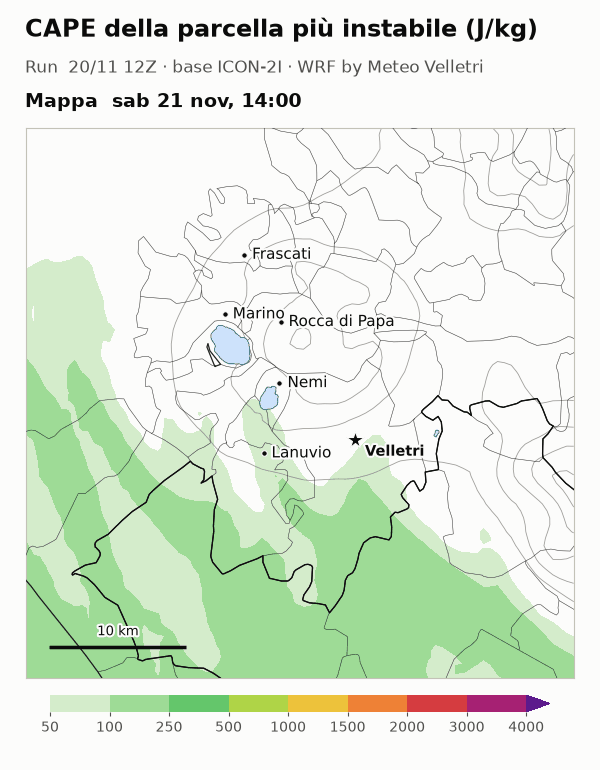 CAPE della parcella più instabile (J/kg)
Run  20/11 12Z · base ICON-2I · WRF by Meteo Velletri
Mappa  sab 21 nov, 14:00
Frascati
Marino
Rocca di Papa
Nemi
Velletri
Lanuvio
10 km
50 100 250 500 1000 1500 2000 3000 4000